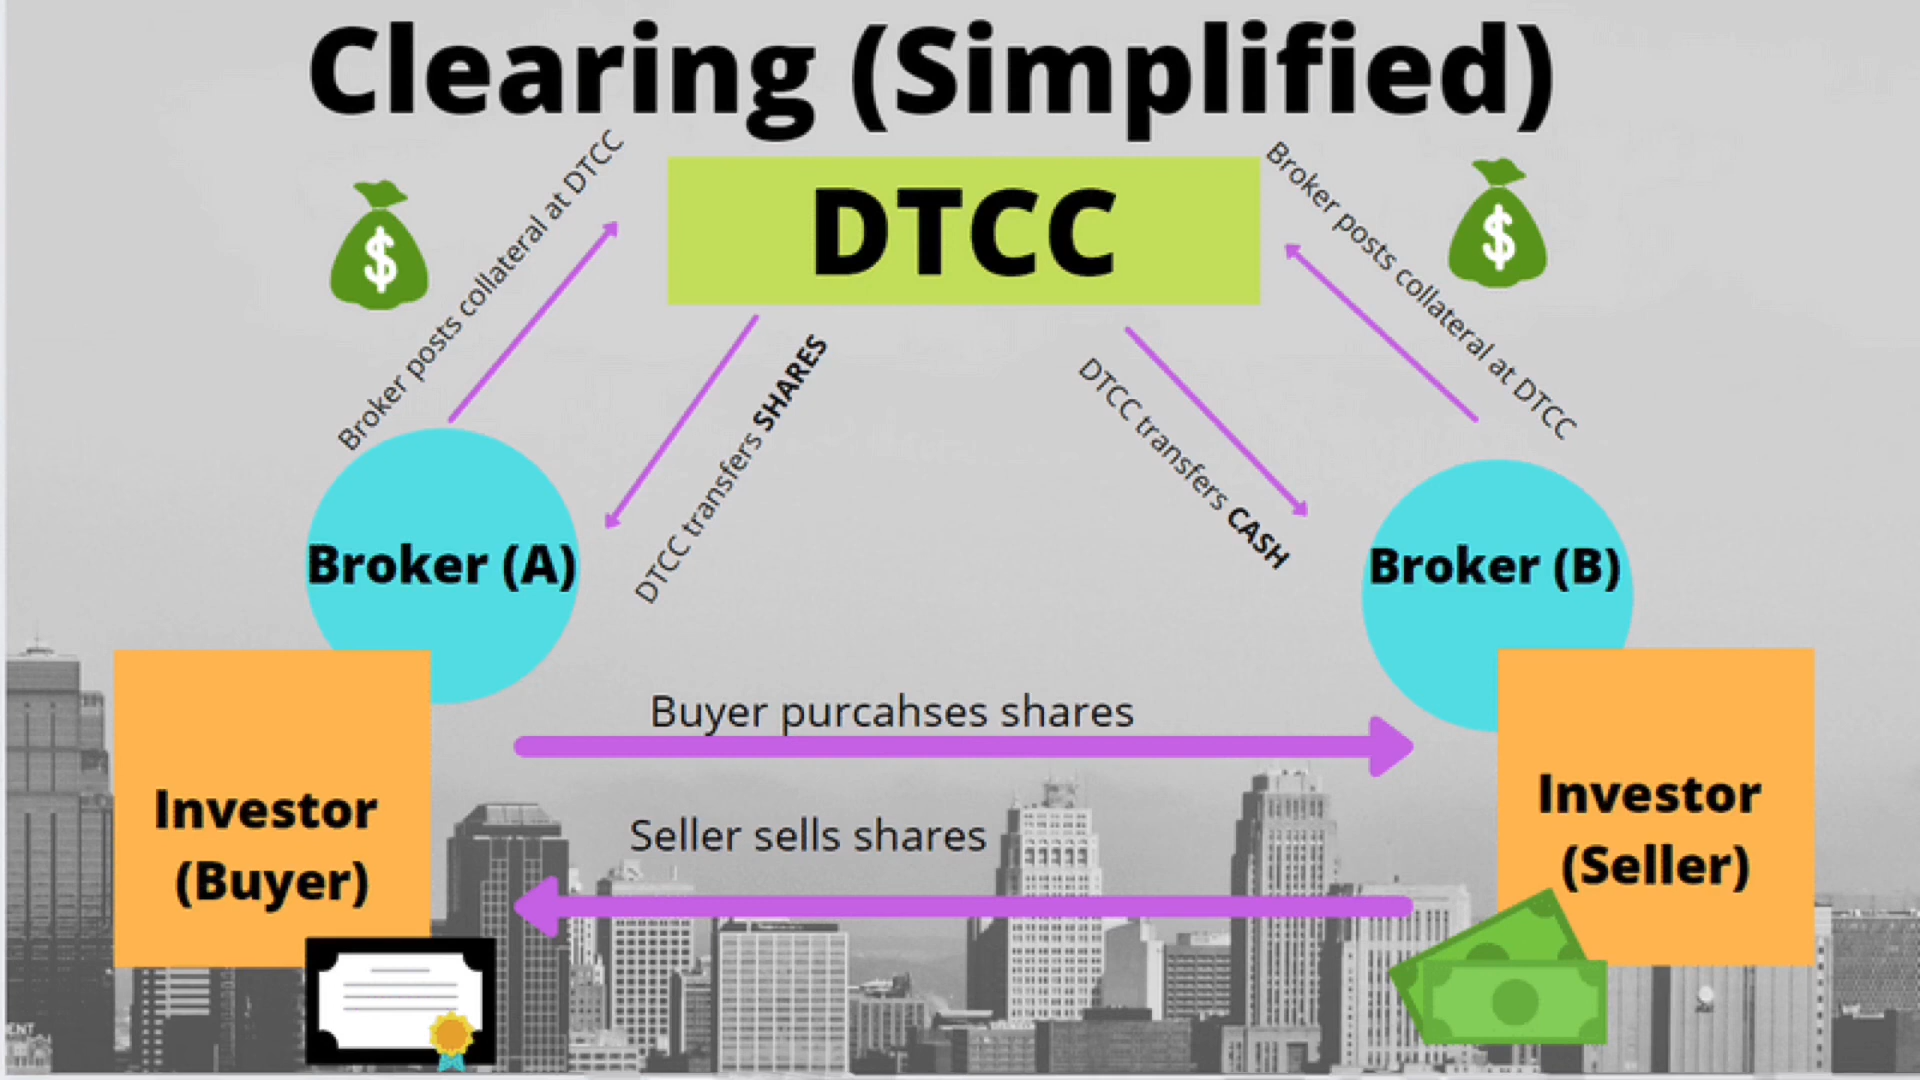 Clearing (Simplified)
Broker posts collateral at DTCC
DTCC
Broker posts collateral at DTCC
$
$
DTCC transfers SHARES
DTCC transfers CASH
Broker (A)
Broker (B)
Buyer purcahses shares
Investor
(Buyer)
Seller sells shares
Investor
(Seller)
ENT